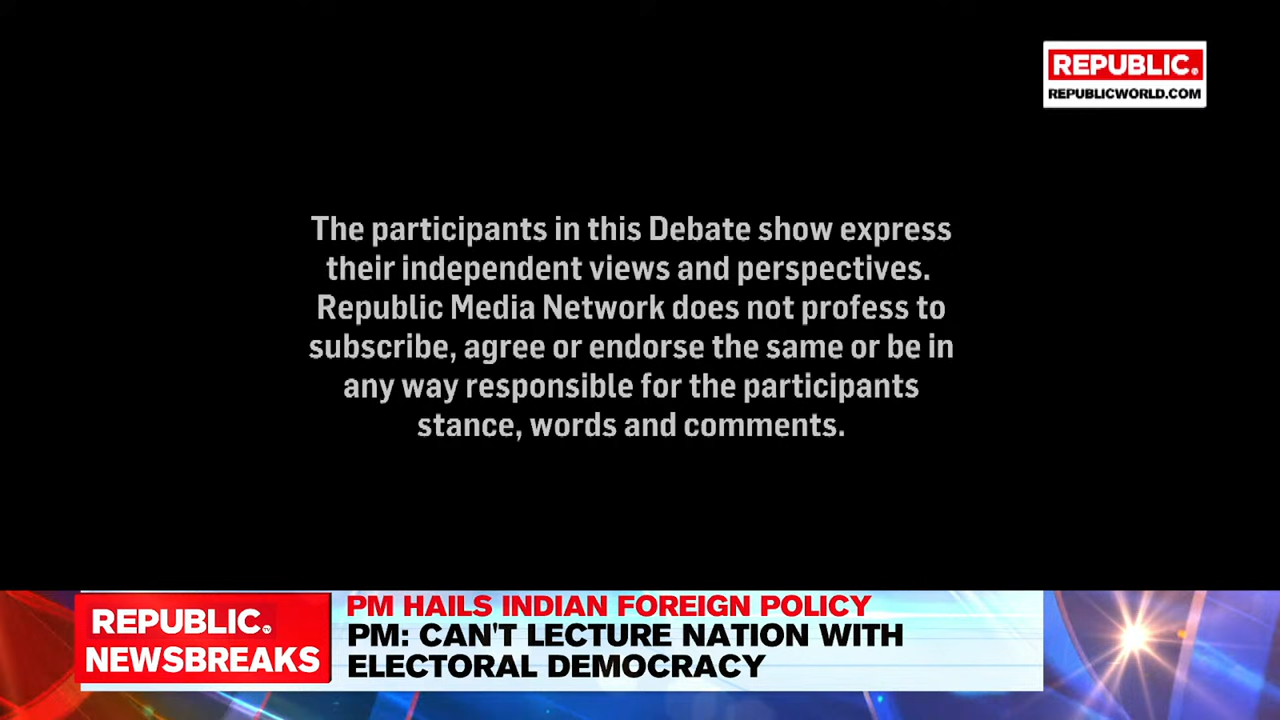 REPUBLIC.
REPUBLICWORLD.COM
The participants in this Debate show express
their independent views and perspectives.
Republic Media Network does not profess to
subscribe, agree or endorse the same or be in
any way responsible for the participants
stance, words and comments.
REPUBLIC.
NEWSBREAKS
PM HAILS INDIAN FOREIGN POLICY
PM: CAN'T LECTURE NATION WITH
ELECTORAL DEMOCRACY